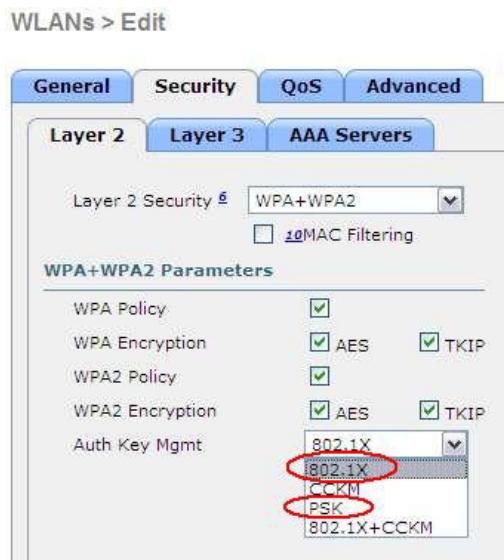 WLANs > Edit
General Security QoS Advanced
Layer 2 Layer 3 AAA Servers
Layer 2 Security 6 WPA+WPA2
10MAC Filtering
WPA+WPA2 Parameters
WPA Policy
WPA Encryption AES TKIP
WPA2 Policy
WPA2 Encryption AES TKIP
Auth Key Mgmt 802.1X
802.1X
CCKM
PSK
802.1X+CCKM